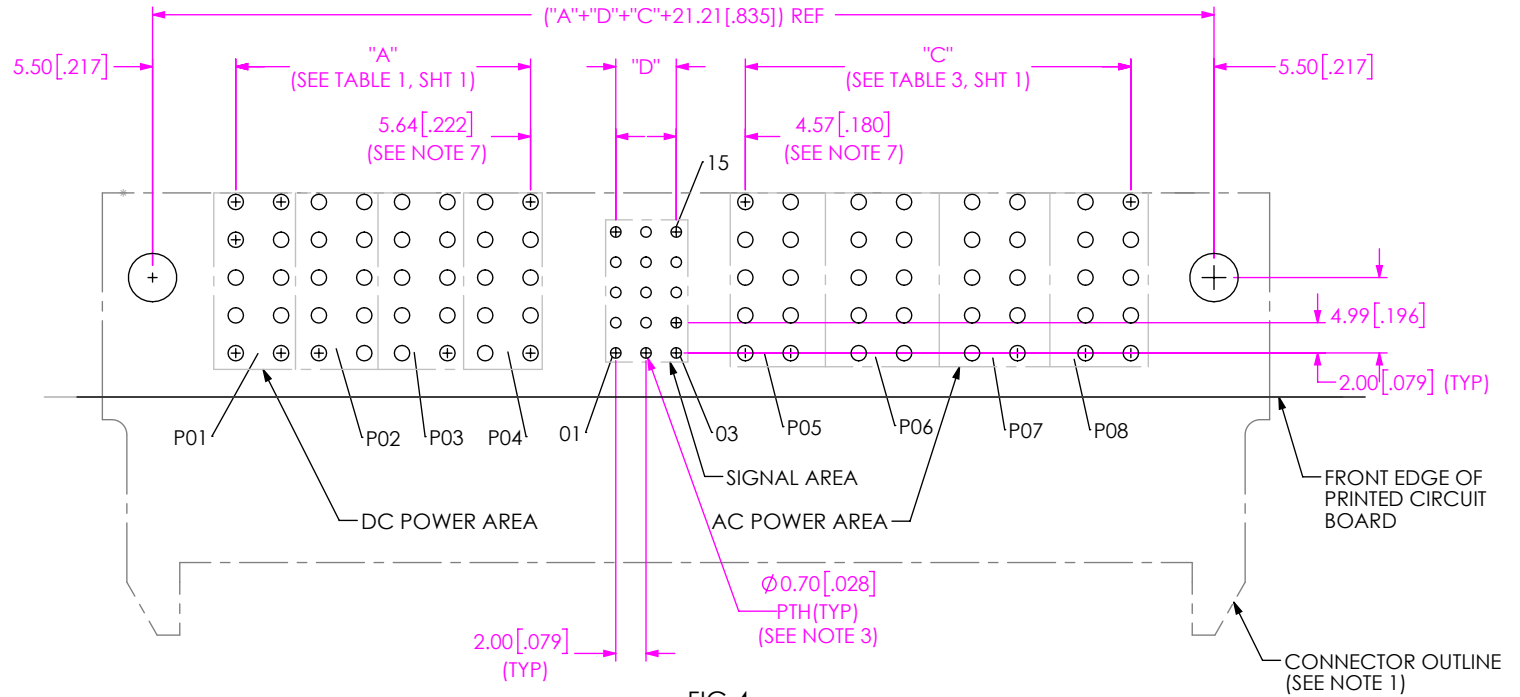 ("A"+"D"+"C"+21.21[.835]) REF
5.50[.217]
"A"
(SEE TABLE 1, SHT 1)
"D"
"C"
(SEE TABLE 3, SHT 1)
5.50[.217]
5.64[.222]
(SEE NOTE 7)
4.57[.180]
(SEE NOTE 7)
15
4.99[.196]
2.00[.079] (TYP)
P01
P02
P03
P04
01
03
P05
P06
P07
P08
SIGNAL AREA
DC POWER AREA
AC POWER AREA
FRONT EDGE OF
PRINTED CIRCUIT
BOARD
Ø0.70[.028]
PTH(TYP)
(SEE NOTE 3)
2.00[.079]
(TYP)
CONNECTOR OUTLINE
(SEE NOTE 1)